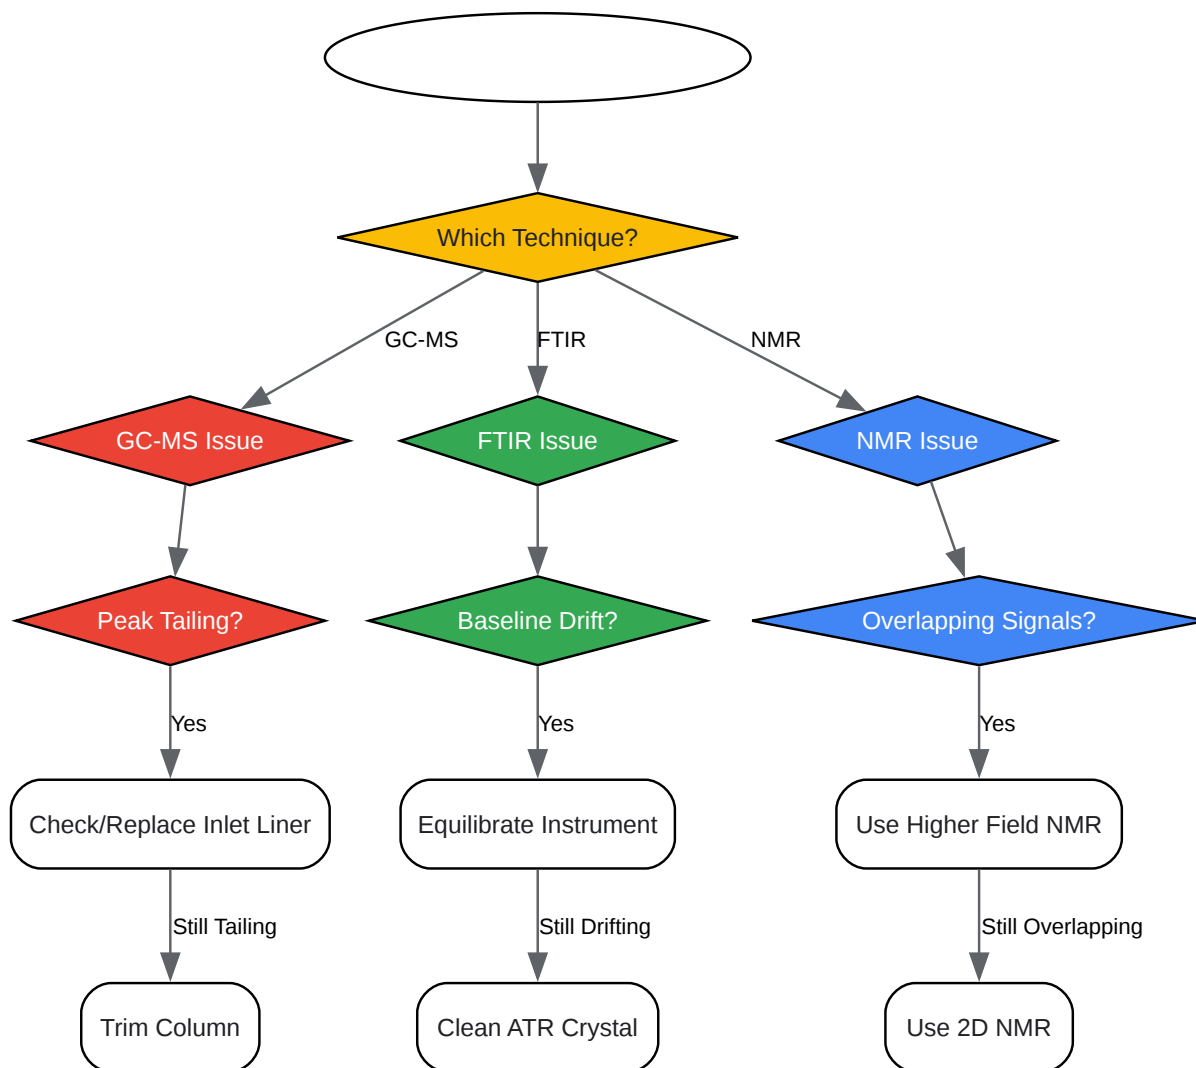 Which Technique?
GC-MS
FTIR
NMR
GC-MS Issue
FTIR Issue
NMR Issue
Peak Tailing?
Baseline Drift?
Overlapping Signals?
Yes
Yes
Yes
Check/Replace Inlet Liner
Equilibrate Instrument
Use Higher Field NMR
Still Tailing
Still Drifting
Still Overlapping
Trim Column
Clean ATR Crystal
Use 2D NMR